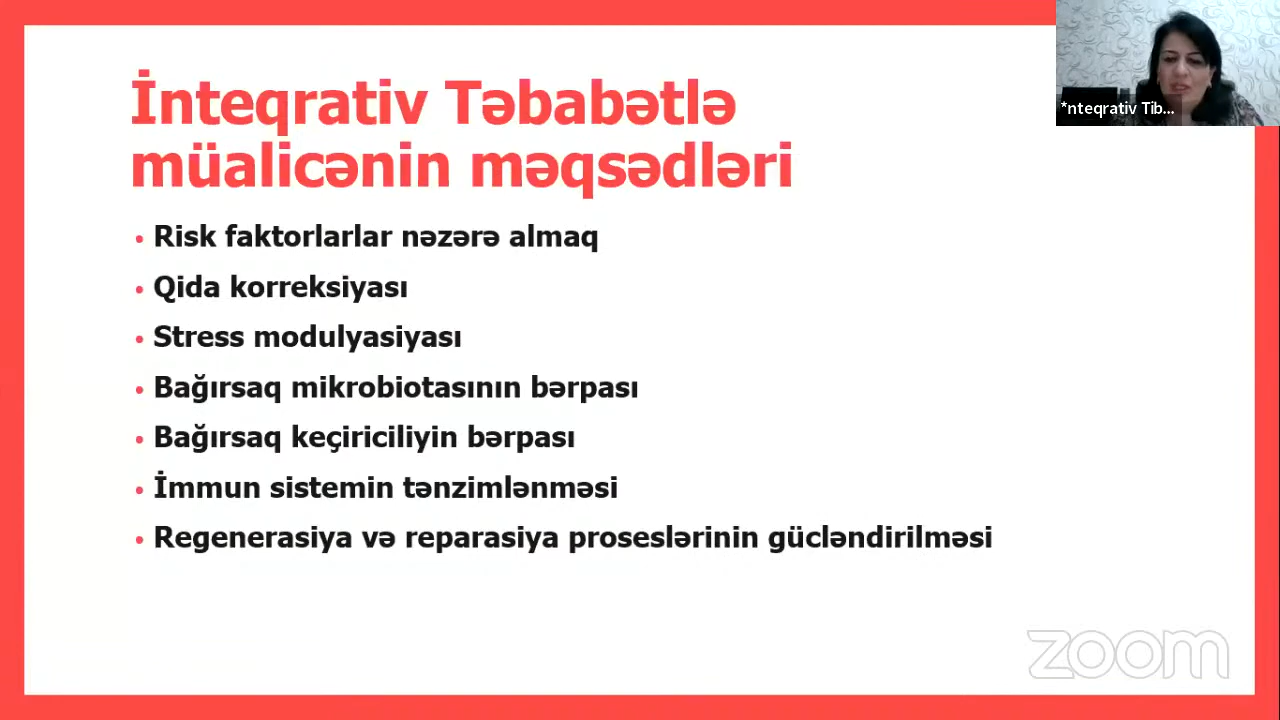 İnteqrativ Təbabətlə
müalicənin məqsədləri
• Risk faktorlarlar nəzərə almaq
• Qida korreksiyası
• Stress modulyasiyası
• Bağırsaq mikrobiotasının bərpası
• Bağırsaq keçiriciliyin bərpası
• İmmun sistemin tənzimlənməsi
• Regenerasiya və reparasiya proseslərinin gücləndirilməsi
*nteqrativ Tib...
zoom